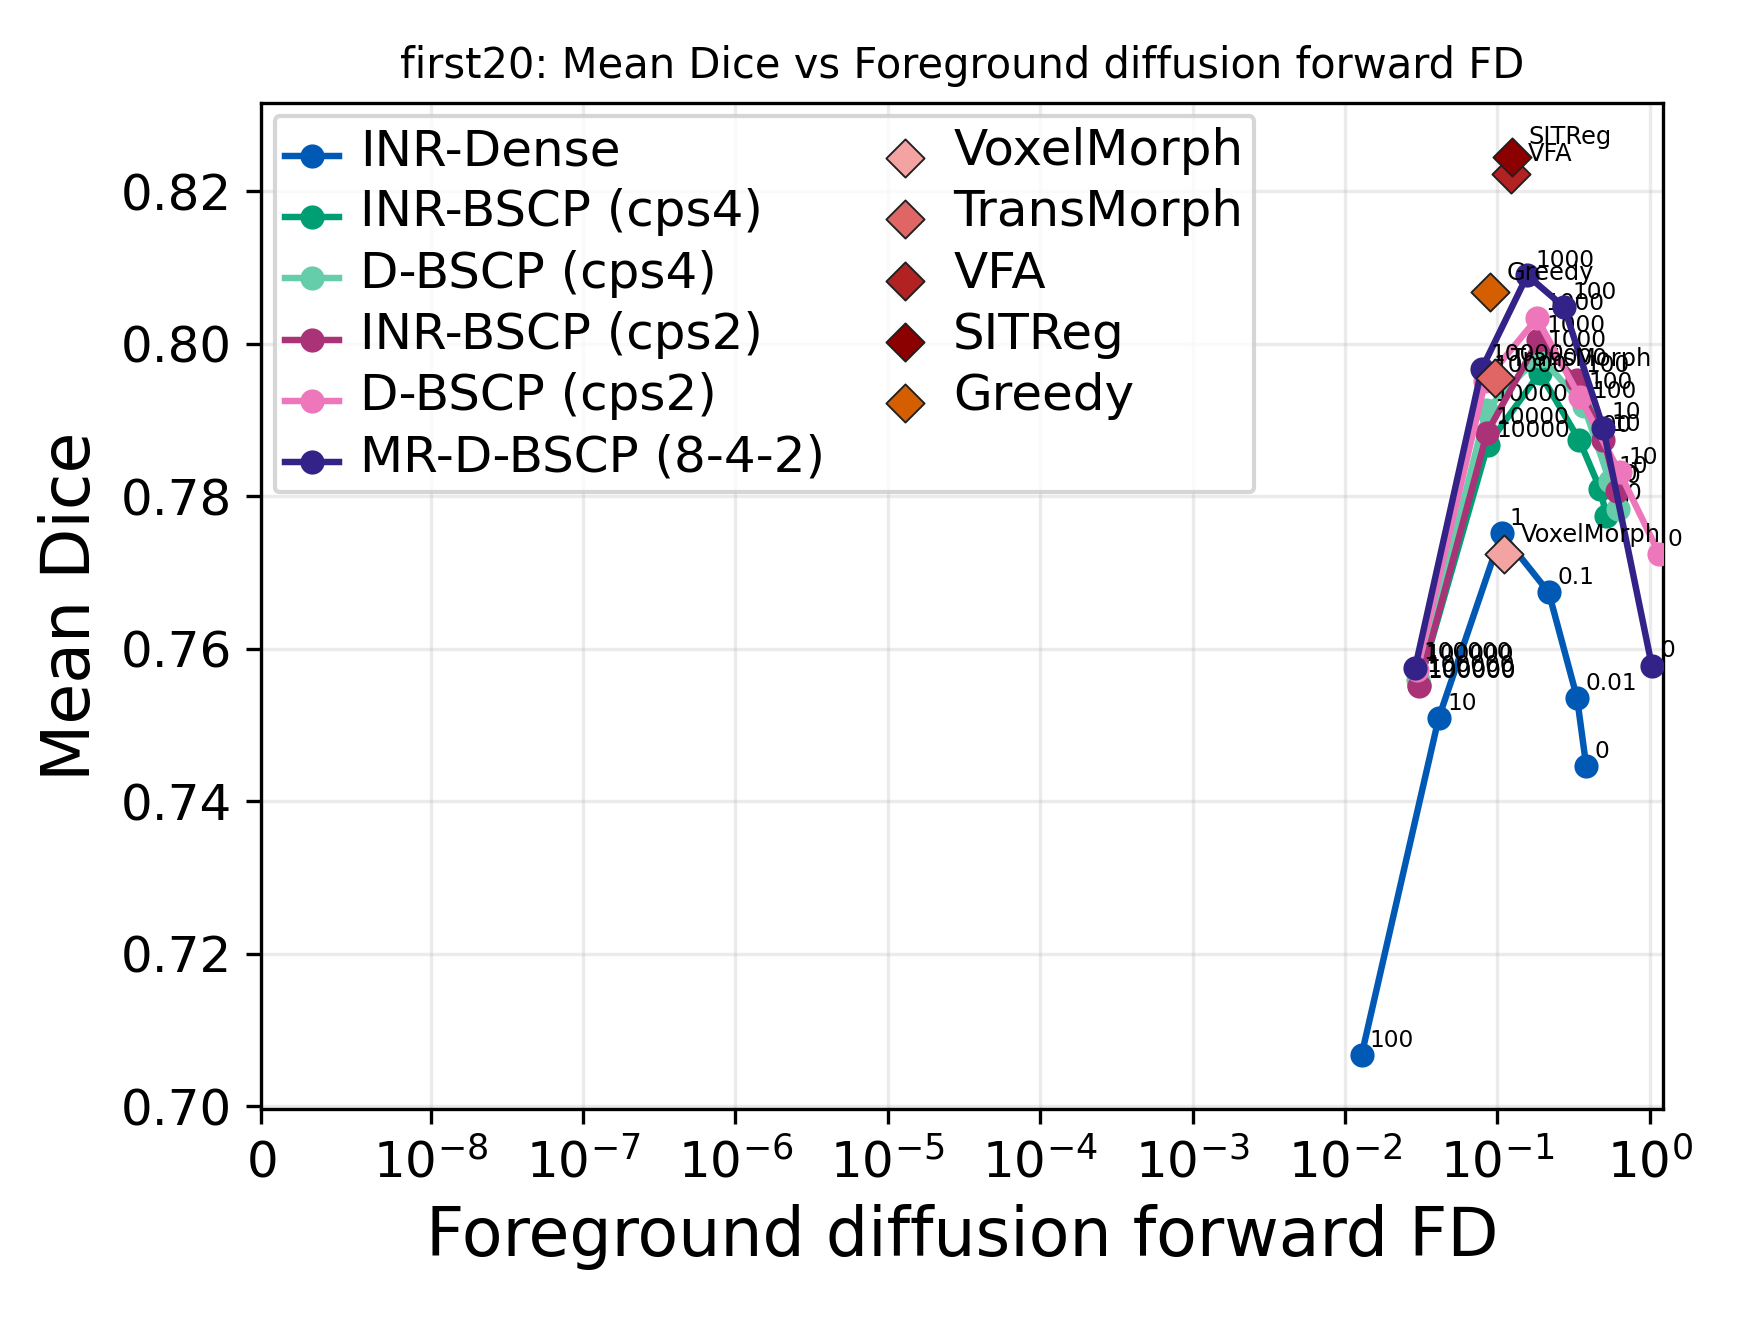 first20: Mean Dice vs Foreground diffusion forward FD
INR-Dense
INR-BSCP (cps4)
D-BSCP (cps4)
INR-BSCP (cps2)
D-BSCP (cps2)
MR-D-BSCP (8-4-2)
VoxelMorph
TransMorph
VFA
SITReg
Greedy
SITReg
VFA
1000
Greedy
100
1000
1000
1000
TransMorph
100
10000
100
10000
100
10000
10
10000
10
10
1
VoxelMorph
0
0.1
100000
0
100000
0.01
10
0
100
0.82
0.80
0.78
0.76
0.74
0.72
0.70
Mean Dice
0
10⁻⁸
10⁻⁷
10⁻⁶
10⁻⁵
10⁻⁴
10⁻³
10⁻²
10⁻¹
10⁰
Foreground diffusion forward FD